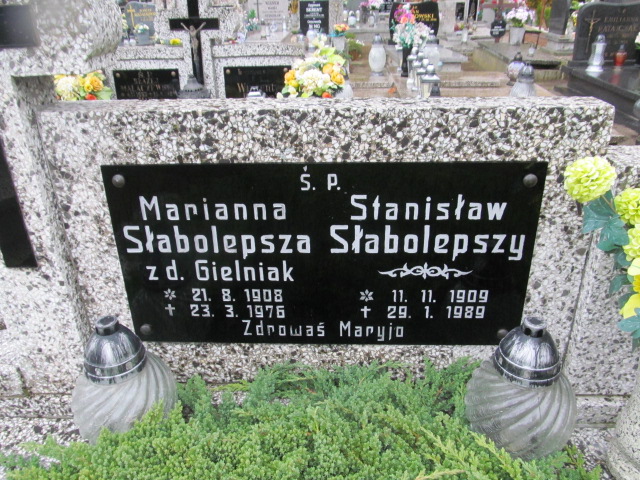 Ś. P.
Marianna
Słabolepsza
z d. Gielniak
* 21. 8. 1908
✝ 23. 3. 1976
Stanisław
Słabolepszy
* 11. 11. 1909
✝ 29. 1. 1989
Zdrowaś Maryjo